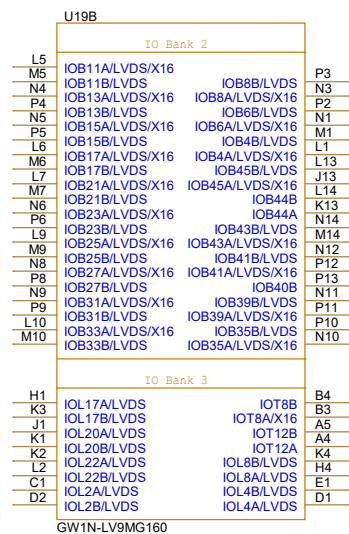 U19B
IO Bank 2
L5 IOB11A/LVDS/X16
M5 IOB11B/LVDS IOB8B/LVDS P3
N4 IOB13A/LVDS/X16 IOB8A/LVDS/X16 N3
P4 IOB13B/LVDS IOB6B/LVDS P2
N5 IOB15A/LVDS/X16 IOB6A/LVDS/X16 N1
P5 IOB15B/LVDS IOB4B/LVDS M1
L6 IOB17A/LVDS/X16 IOB4A/LVDS/X16 L1
M6 IOB17B/LVDS IOB45B/LVDS L13
L7 IOB21A/LVDS/X16 IOB45A/LVDS/X16 J13
M7 IOB21B/LVDS IOB44B L14
N6 IOB23A/LVDS/X16 IOB44A K13
P6 IOB23B/LVDS IOB43B/LVDS N14
L9 IOB25A/LVDS/X16 IOB43A/LVDS/X16 M14
M9 IOB25B/LVDS IOB41B/LVDS N12
N8 IOB27A/LVDS/X16 IOB41A/LVDS/X16 P12
P8 IOB27B/LVDS IOB40B P13
N9 IOB31A/LVDS/X16 IOB39B/LVDS N11
P9 IOB31B/LVDS IOB39A/LVDS/X16 P11
L10 IOB33A/LVDS/X16 IOB35B/LVDS P10
M10 IOB33B/LVDS IOB35A/LVDS/X16 N10
IO Bank 3
H1 IOL17A/LVDS IOT8B B4
K3 IOL17B/LVDS IOT8A/X16 B3
J1 IOL20A/LVDS IOT12B A5
K1 IOL20B/LVDS IOT12A A4
K2 IOL22A/LVDS IOL8B/LVDS K4
L2 IOL22B/LVDS IOL8A/LVDS H4
C1 IOL2A/LVDS IOL4B/LVDS E1
D2 IOL2B/LVDS IOL4A/LVDS D1
GW1N-LV9MG160